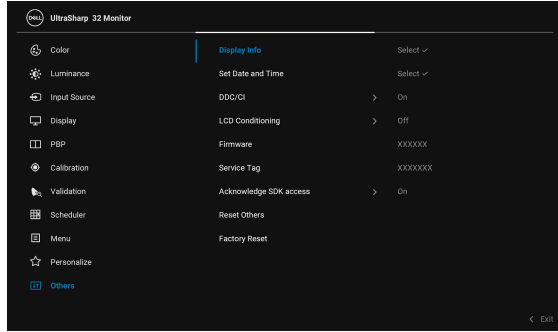 DELL UltraSharp 32 Monitor
Color
Luminance
Input Source
Display
PBP
Calibration
Validation
Scheduler
Menu
Personalize
Others
Display Info Select
Set Date and Time Select
DDC/CI On
LCD Conditioning Off
Firmware XXXXXX
Service Tag XXXXXXX
Acknowledge SDK access On
Reset Others
Factory Reset
Exit